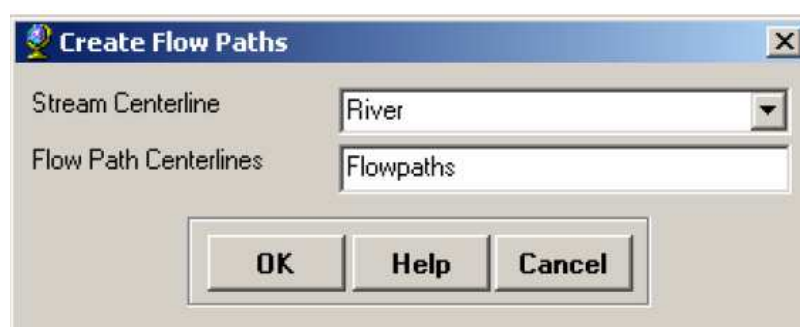 Create Flow Paths
Stream Centerline River
Flow Path Centerlines Flowpaths
OK Help Cancel